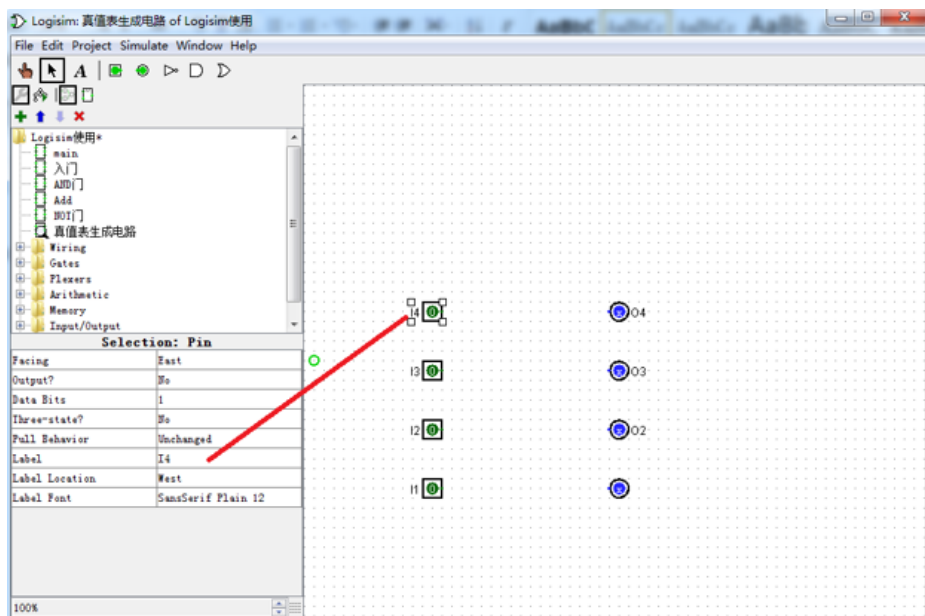 Logisim: 真值表生成电路 of Logisim使用
File Edit Project Simulate Window Help
A
Logisim使用*
main
入门
AND门
Add
NOT门
真值表生成电路
Wiring
Gates
Plexers
Arithmetic
Memory
Input/Output
Selection: Pin
Facing East
Output? No
Data Bits 1
Three-state? No
Pull Behavior Unchanged
Label I4
Label Location West
Label Font SansSerif Plain 12
100%
I4 0 O4
I3 0 O3
I2 0 O2
I1 0